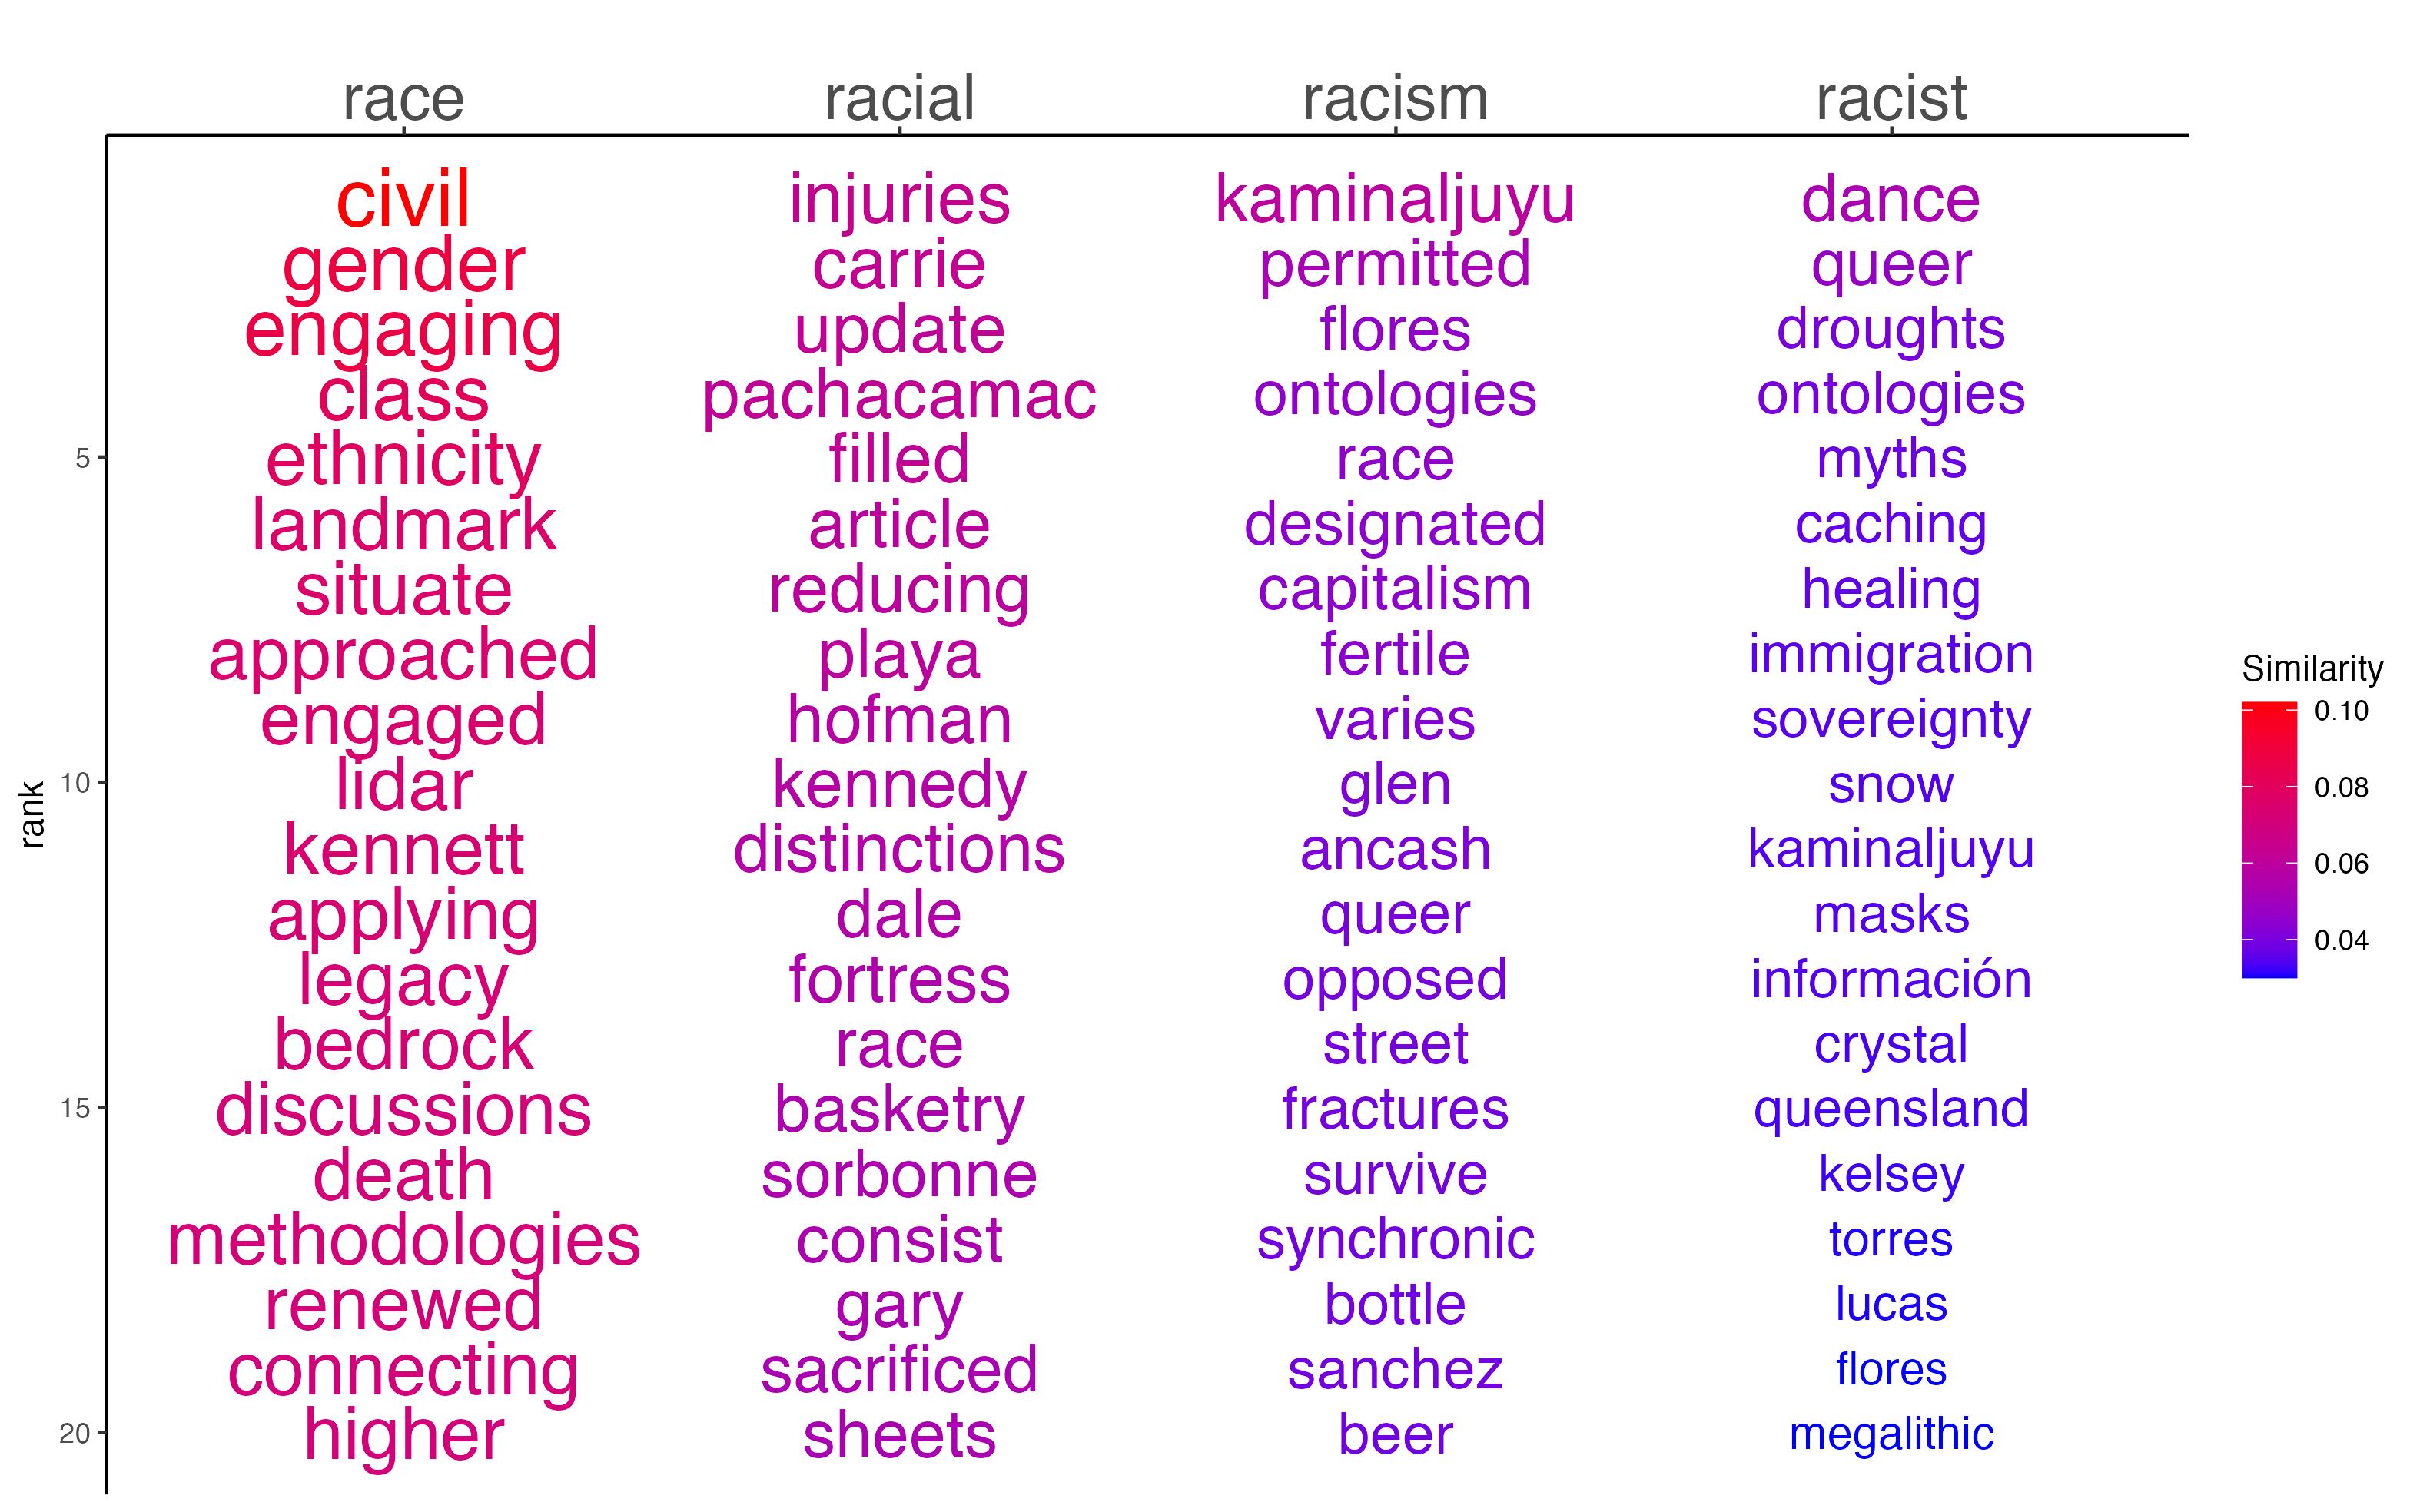 race racial racism racist
civil injuries kaminaljuyu dance
gender carrie permitted queer
engaging update flores droughts
class pachacamac ontologies ontologies
5 ethnicity filled race myths
landmark article designated caching
situate reducing capitalism healing
approached playa fertile immigration
engaged hofman varies sovereignty
10 lidar kennedy glen snow
kennett distinctions ancash kaminaljuyu
applying dale queer masks
legacy fortress opposed información
bedrock race street crystal
15 discussions basketry fractures queensland
death sorbonne survive kelsey
methodologies consist synchronic torres
renewed gary bottle lucas
connecting sacrificed sanchez flores
20 higher sheets beer megalithic
rank
Similarity
0.10
0.08
0.06
0.04